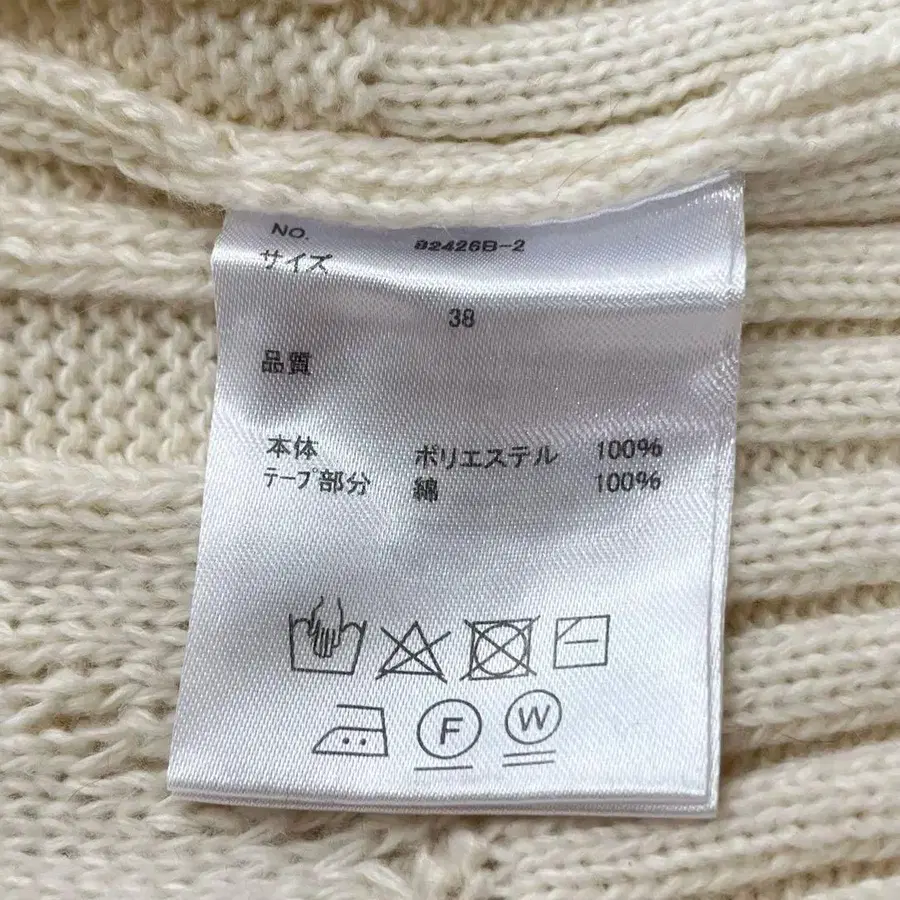 NO. 92426B-2
サイズ
38
品質
本体 ポリエステル 100%
テープ部分 綿 100%
F W